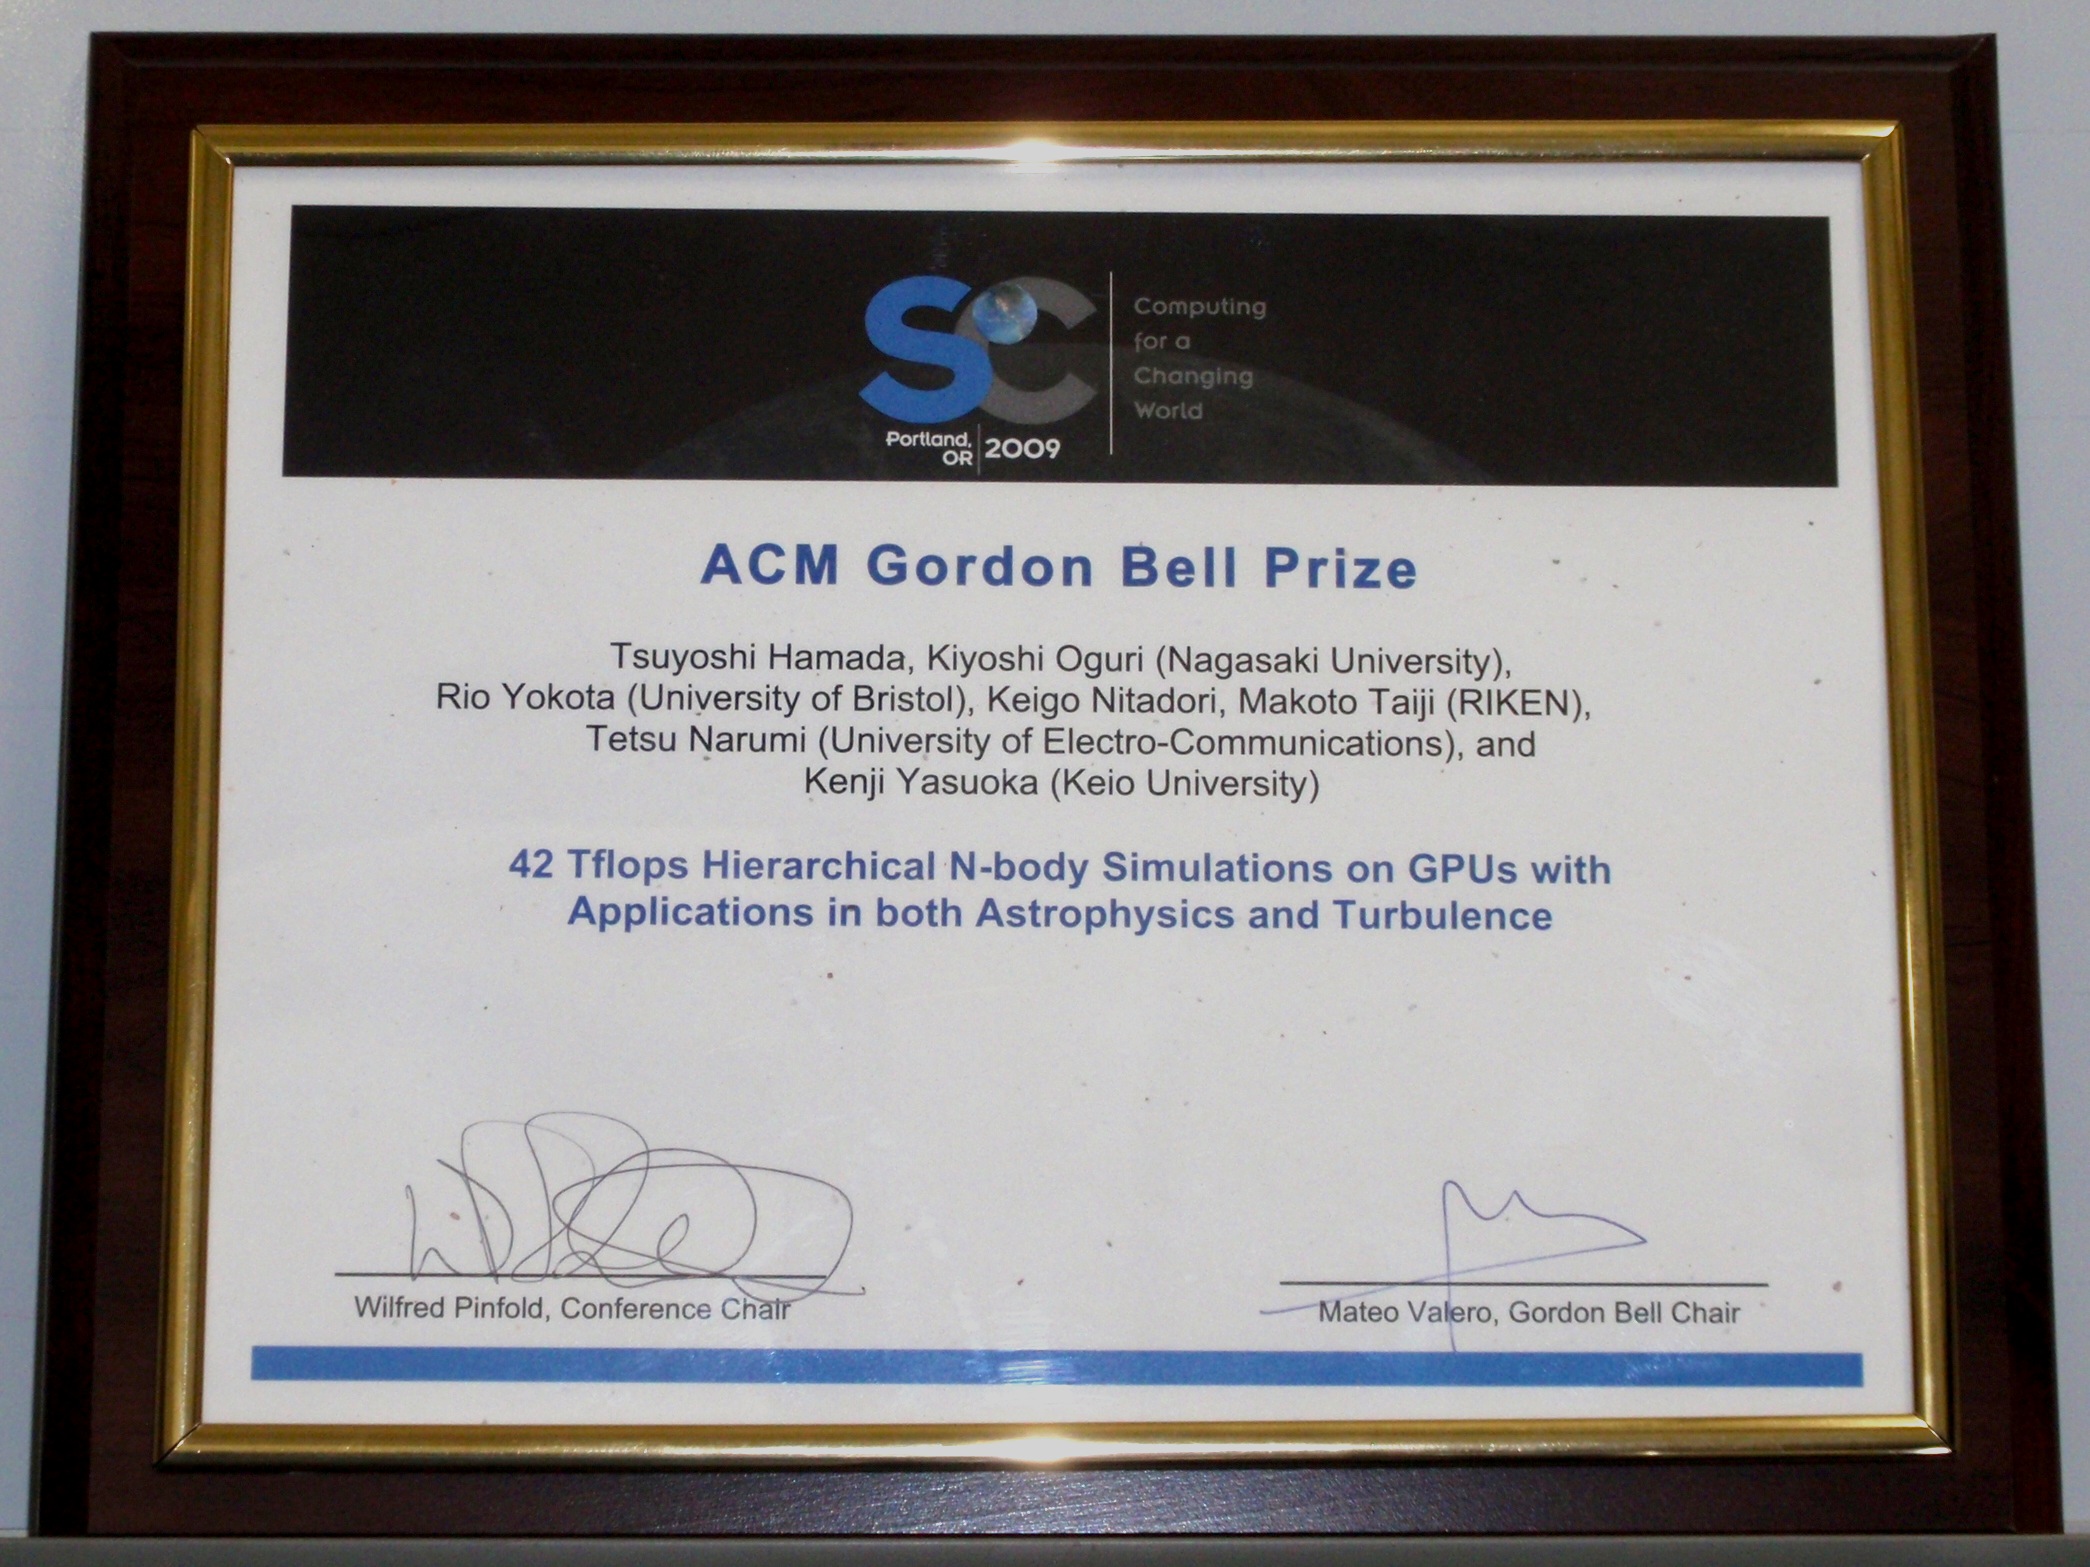 SC
Portland, OR 2009
Computing
for a
Changing
World
ACM Gordon Bell Prize
Tsuyoshi Hamada, Kiyoshi Oguri (Nagasaki University),
Rio Yokota (University of Bristol), Keigo Nitadori, Makoto Taiji (RIKEN),
Tetsu Narumi (University of Electro-Communications), and
Kenji Yasuoka (Keio University)
42 Tflops Hierarchical N-body Simulations on GPUs with
Applications in both Astrophysics and Turbulence
Wilfred Pinfold, Conference Chair
Mateo Valero, Gordon Bell Chair